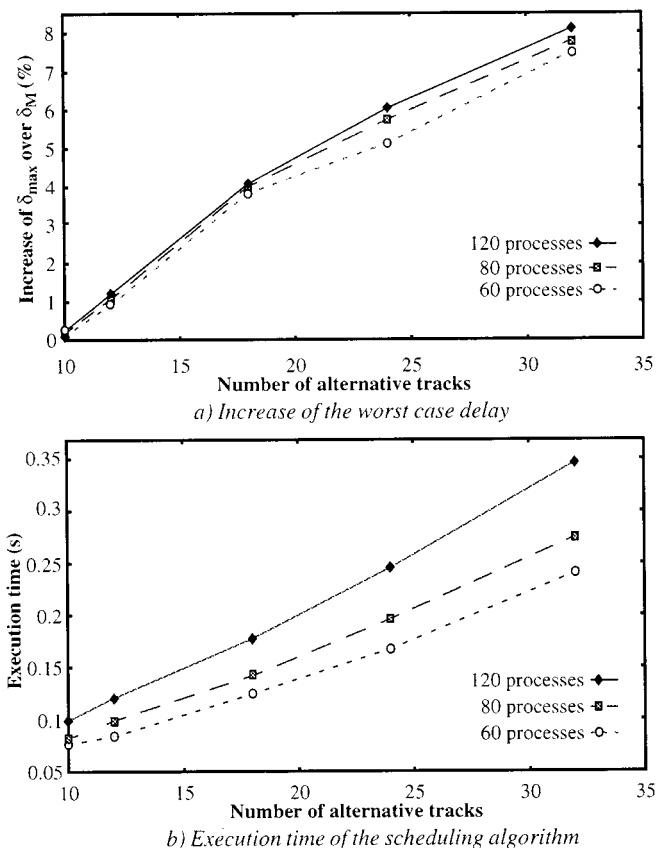 8
7
6
5
4
3
2
1
0
Increase of δmax over δM (%)
120 processes
80 processes
60 processes
10 15 20 25 30 35
Number of alternative tracks
a) Increase of the worst case delay
0.35
0.3
0.25
0.2
0.15
0.1
0.05
Execution time (s)
120 processes
80 processes
60 processes
10 15 20 25 30 35
Number of alternative tracks
b) Execution time of the scheduling algorithm